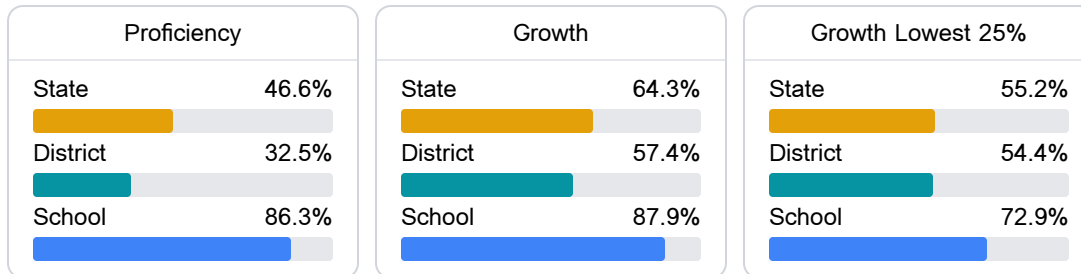 Proficiency
State 46.6%
District 32.5%
School 86.3%
Growth
State 64.3%
District 57.4%
School 87.9%
Growth Lowest 25%
State 55.2%
District 54.4%
School 72.9%